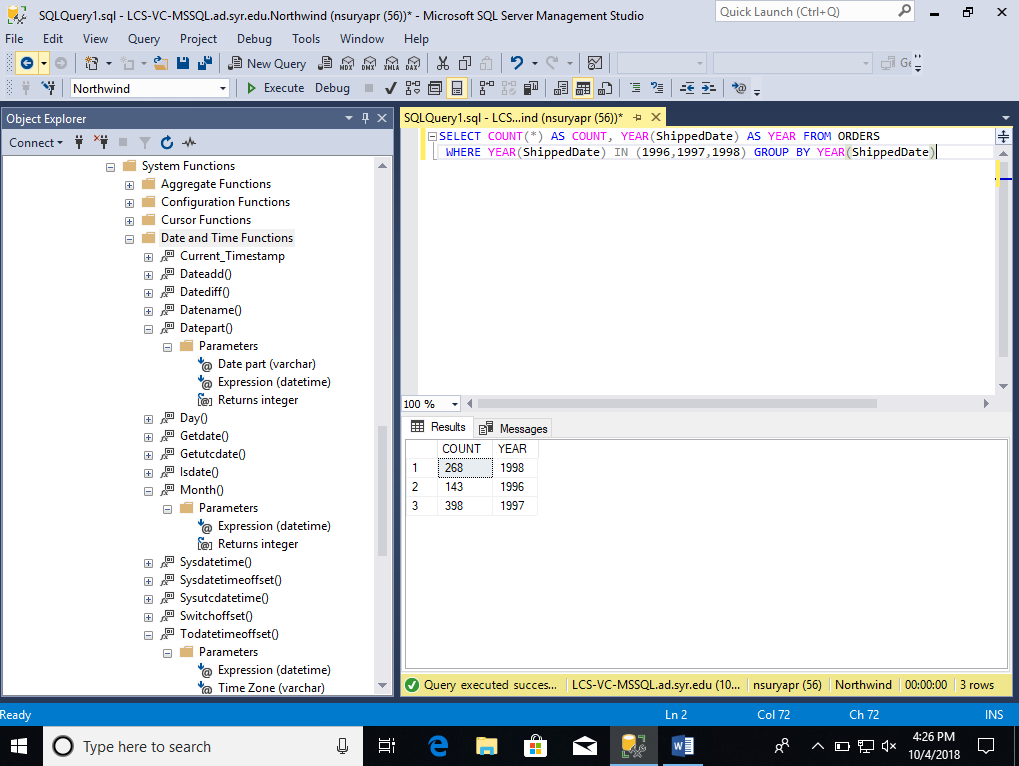 SQLQuery1.sql - LCS-VC-MSSQL.ad.syr.edu.Northwind (nsuryapr (56))* - Microsoft SQL Server Management Studio
Quick Launch (Ctrl+Q)
File Edit View Query Project Debug Tools Window Help
New Query MDX DMX XMLA DAX
Northwind Execute Debug
Object Explorer
Connect
System Functions
Aggregate Functions
Configuration Functions
Cursor Functions
Date and Time Functions
Current_Timestamp
Dateadd()
Datediff()
Datename()
Datepart()
Parameters
Date part (varchar)
Expression (datetime)
Returns integer
Day()
Getdate()
Getutcdate()
Isdate()
Month()
Parameters
Expression (datetime)
Returns integer
Sysdatetime()
Sysdatetimeoffset()
Sysutcdatetime()
Switchoffset()
Todatetimeoffset()
Parameters
Expression (datetime)
Time Zone (varchar)
SQLQuery1.sql - LCS...ind (nsuryapr (56))*
SELECT COUNT(*) AS COUNT, YEAR(ShippedDate) AS YEAR FROM ORDERS
WHERE YEAR(ShippedDate) IN (1996,1997,1998) GROUP BY YEAR(ShippedDate)
100 %
Results Messages
COUNT YEAR
1 268 1998
2 143 1996
3 398 1997
Query executed succes... LCS-VC-MSSQL.ad.syr.edu (10... nsuryapr (56) Northwind 00:00:00 3 rows
Ready Ln 2 Col 72 Ch 72 INS
Type here to search
4:26 PM
10/4/2018